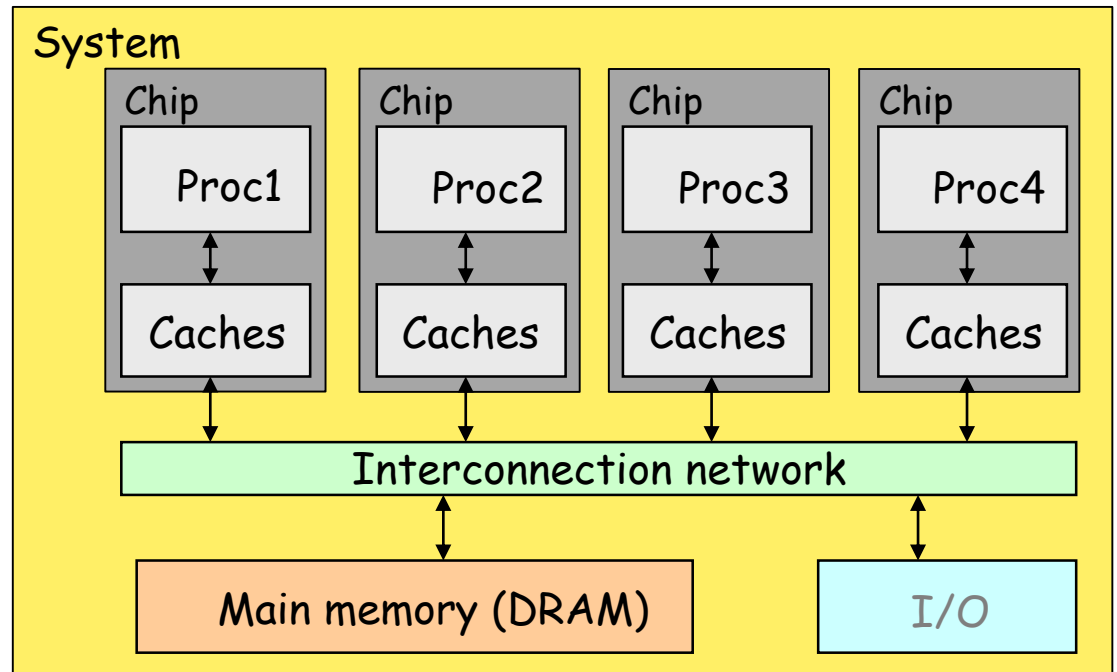 System
Chip
Chip
Chip
Chip
Proc1
Proc2
Proc3
Proc4
Caches
Caches
Caches
Caches
Interconnection network
Main memory (DRAM)
I/O